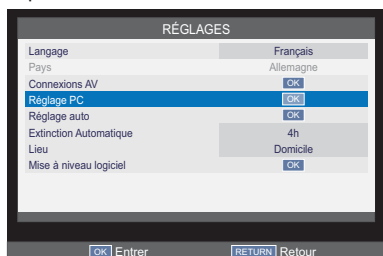 RÉGLAGES
Langage Français
Pays Allemagne
Connexions AV OK
Réglage PC OK
Réglage auto OK
Extinction Automatique 4h
Lieu Domicile
Mise à niveau logiciel OK
OK Entrer RETURN Retour